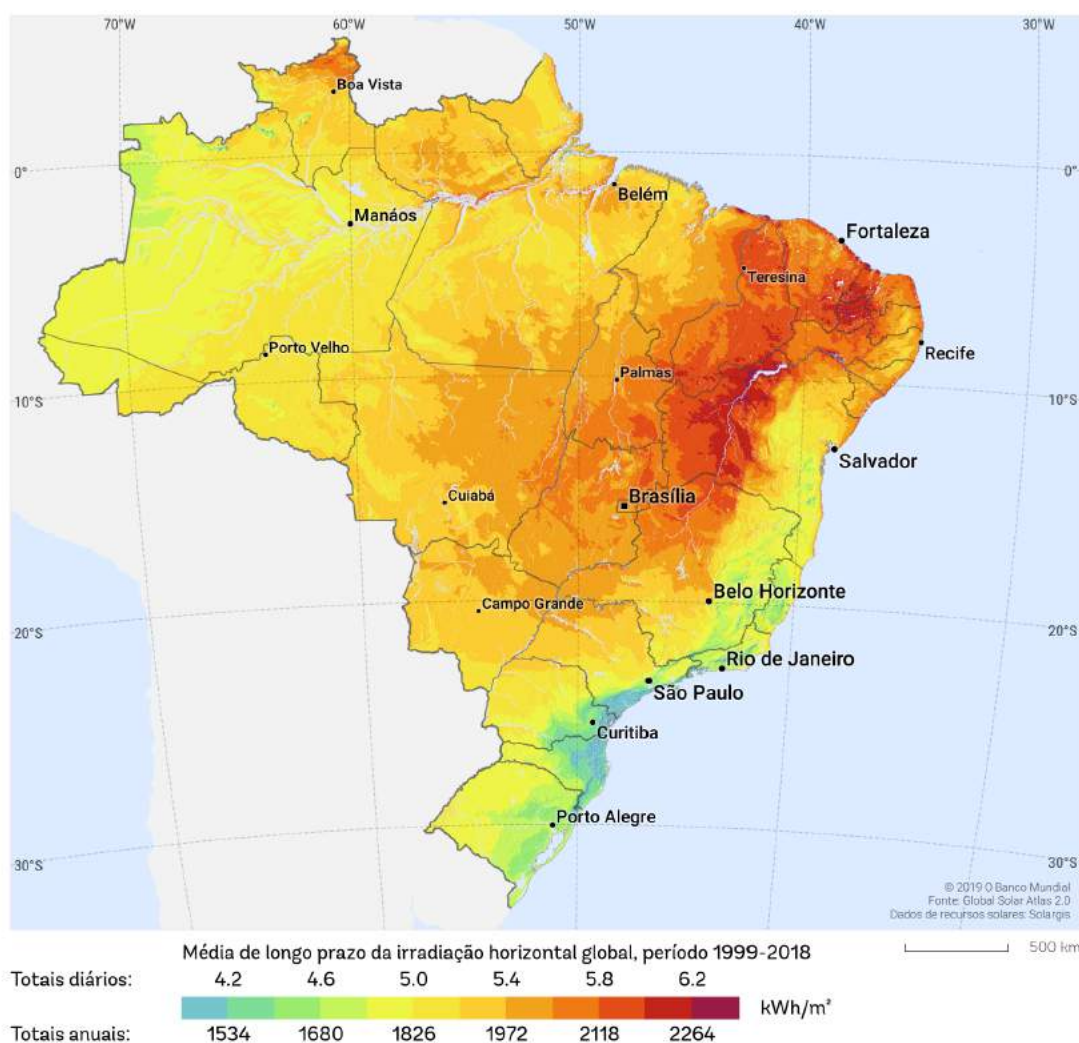 70°W 60°W 50°W 40°W 30°W
Boa Vista
0° 0°
Belém
Manáos
Fortaleza
Teresina
Porto Velho
Recife
Palmas
10°S 10°S
Salvador
Cuiabá
Brasília
Campo Grande
Belo Horizonte
20°S 20°S
Rio de Janeiro
São Paulo
Curitiba
Porto Alegre
30°S 30°S
© 2019 O Banco Mundial
Fonte: Global Solar Atlas 2.0
Dados de recursos solares: Solargis
Média de longo prazo da irradiação horizontal global, período 1999-2018
500 km
Totais diários: 4.2 4.6 5.0 5.4 5.8 6.2
kWh/m²
Totais anuais: 1534 1680 1826 1972 2118 2264